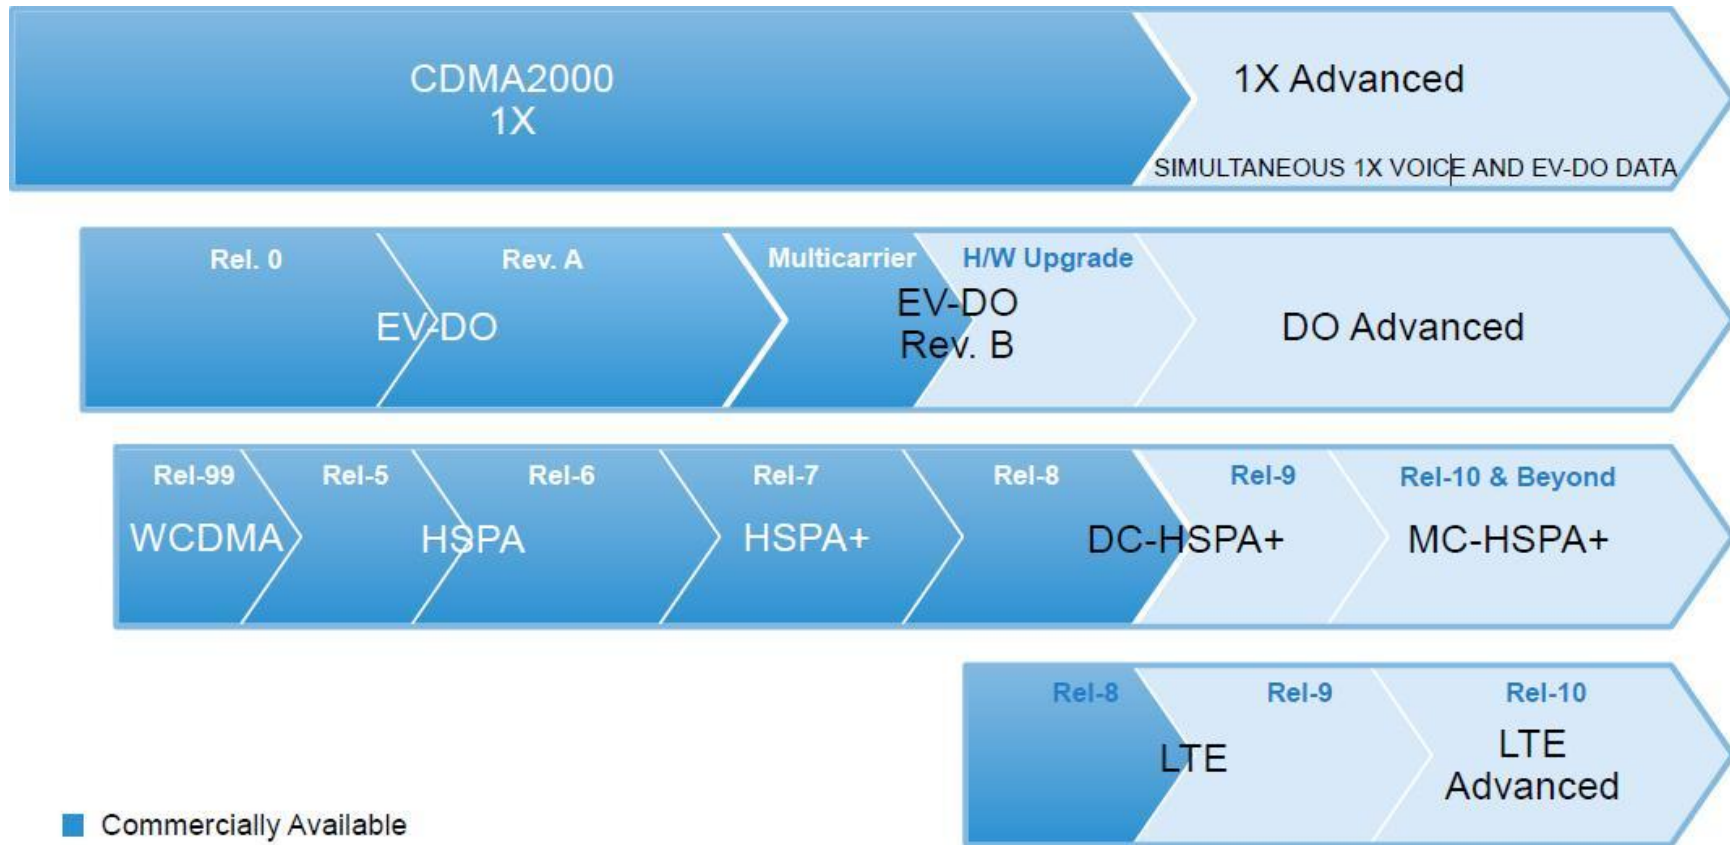 CDMA2000
1X
1X Advanced
SIMULTANEOUS 1X VOICE AND EV-DO DATA
Rel. 0
Rev. A
Multicarrier
H/W Upgrade
EV-DO
EV-DO
Rev. B
DO Advanced
Rel-99
Rel-5
Rel-6
Rel-7
Rel-8
Rel-9
Rel-10 & Beyond
WCDMA
HSPA
HSPA+
DC-HSPA+
MC-HSPA+
Rel-8
Rel-9
Rel-10
LTE
LTE
Advanced
Commercially Available